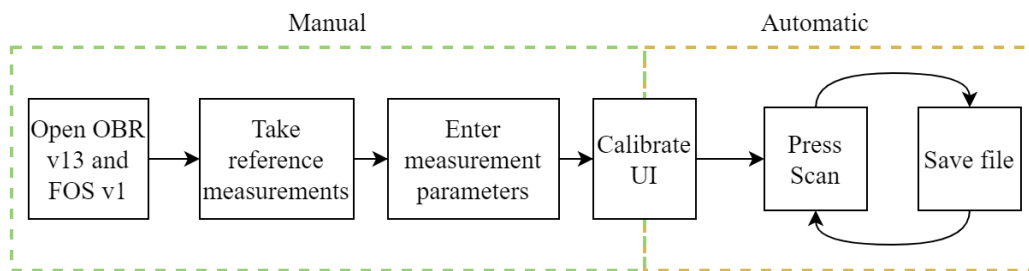 Manual
Automatic
Open OBR
v13 and
FOS v1
Take
reference
measurements
Enter
measurement
parameters
Calibrate
UI
Press
Scan
Save file